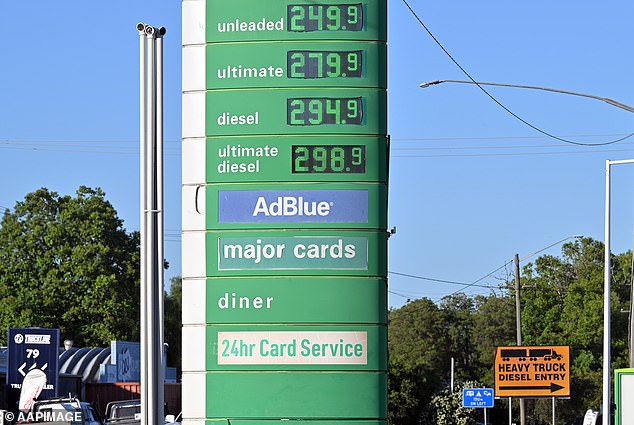 unleaded 249.9
ultimate 279.9
diesel 294.9
ultimate
diesel 298.9
AdBlue®
major cards
diner
24hr Card Service
79
HEAVY TRUCK
DIESEL ENTRY
© AAPIMAGE